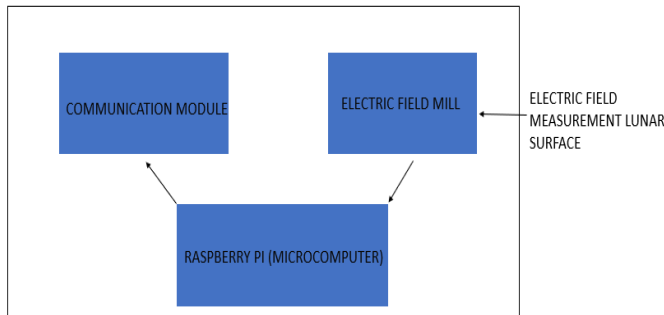 COMMUNICATION MODULE
ELECTRIC FIELD MILL
ELECTRIC FIELD
MEASUREMENT LUNAR
SURFACE
RASPBERRY PI (MICROCOMPUTER)